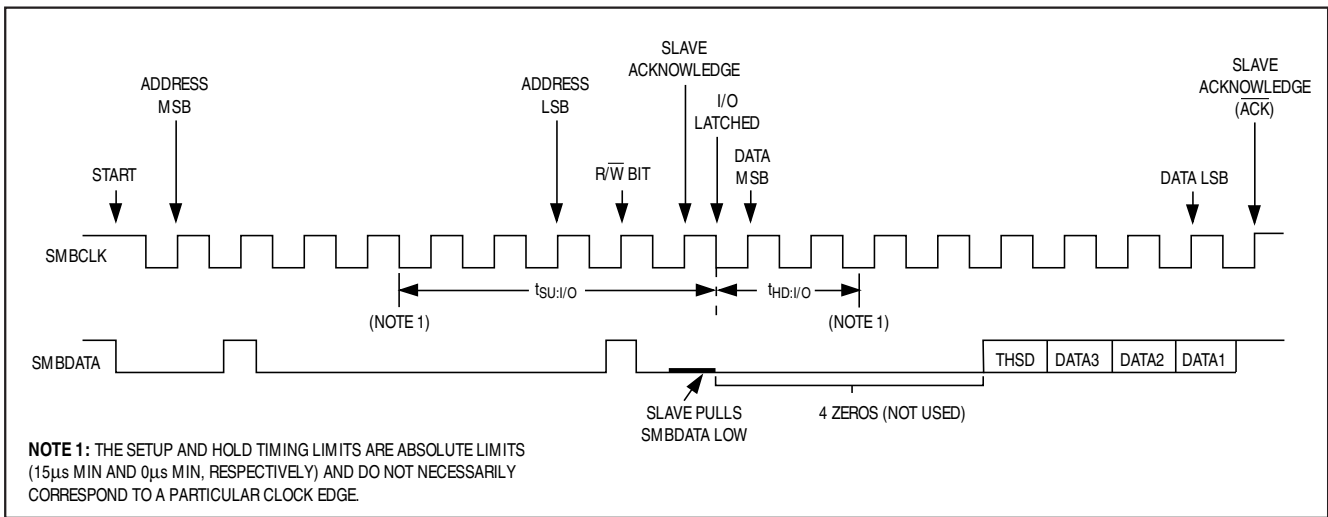 SLAVE
ACKNOWLEDGE
SLAVE
ACKNOWLEDGE
(A̅C̅K̅)
ADDRESS
MSB
ADDRESS
LSB
I/O
LATCHED
START
R/W̅ BIT
DATA
MSB
DATA LSB
SMBCLK
tSU:I/O
tHD:I/O
(NOTE 1)
(NOTE 1)
SMBDATA
THSD DATA3 DATA2 DATA1
SLAVE PULLS
SMBDATA LOW
4 ZEROS (NOT USED)
NOTE 1: THE SETUP AND HOLD TIMING LIMITS ARE ABSOLUTE LIMITS
(15µs MIN AND 0µs MIN, RESPECTIVELY) AND DO NOT NECESSARILY
CORRESPOND TO A PARTICULAR CLOCK EDGE.